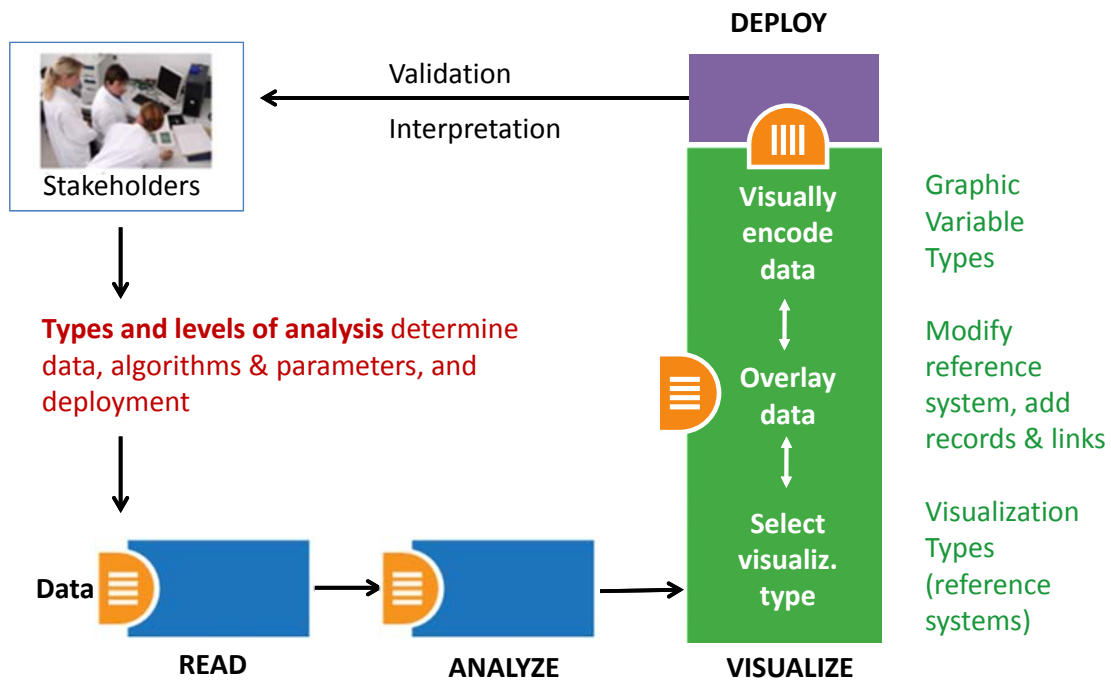 DEPLOY
Validation
Interpretation
Stakeholders
Types and levels of analysis determine
data, algorithms & parameters, and
deployment
Visually
encode
data
Graphic
Variable
Types
Overlay
data
Modify
reference
system, add
records & links
Select
visualiz.
type
Visualization
Types
(reference
systems)
Data
READ
ANALYZE
VISUALIZE